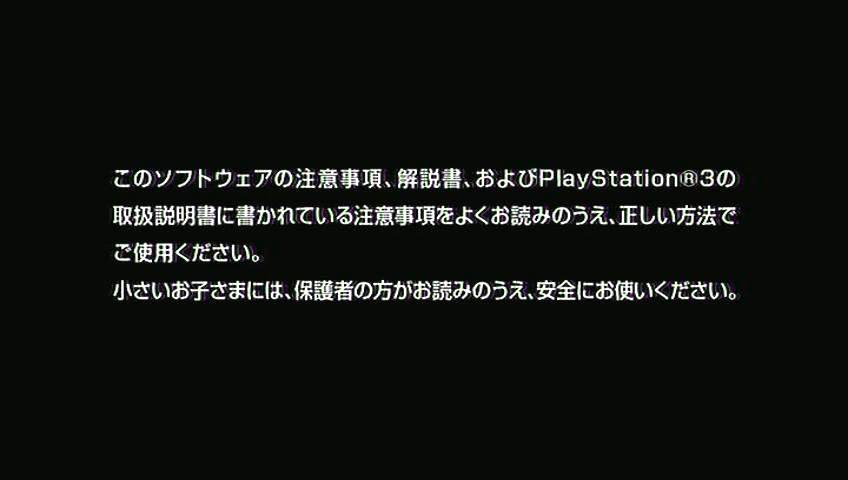 このソフトウェアの注意事項、解説書、およびPlayStation®3の
取扱説明書に書かれている注意事項をよくお読みのうえ、正しい方法で
ご使用ください。
小さいお子さまには、保護者の方がお読みのうえ、安全にお使いください。